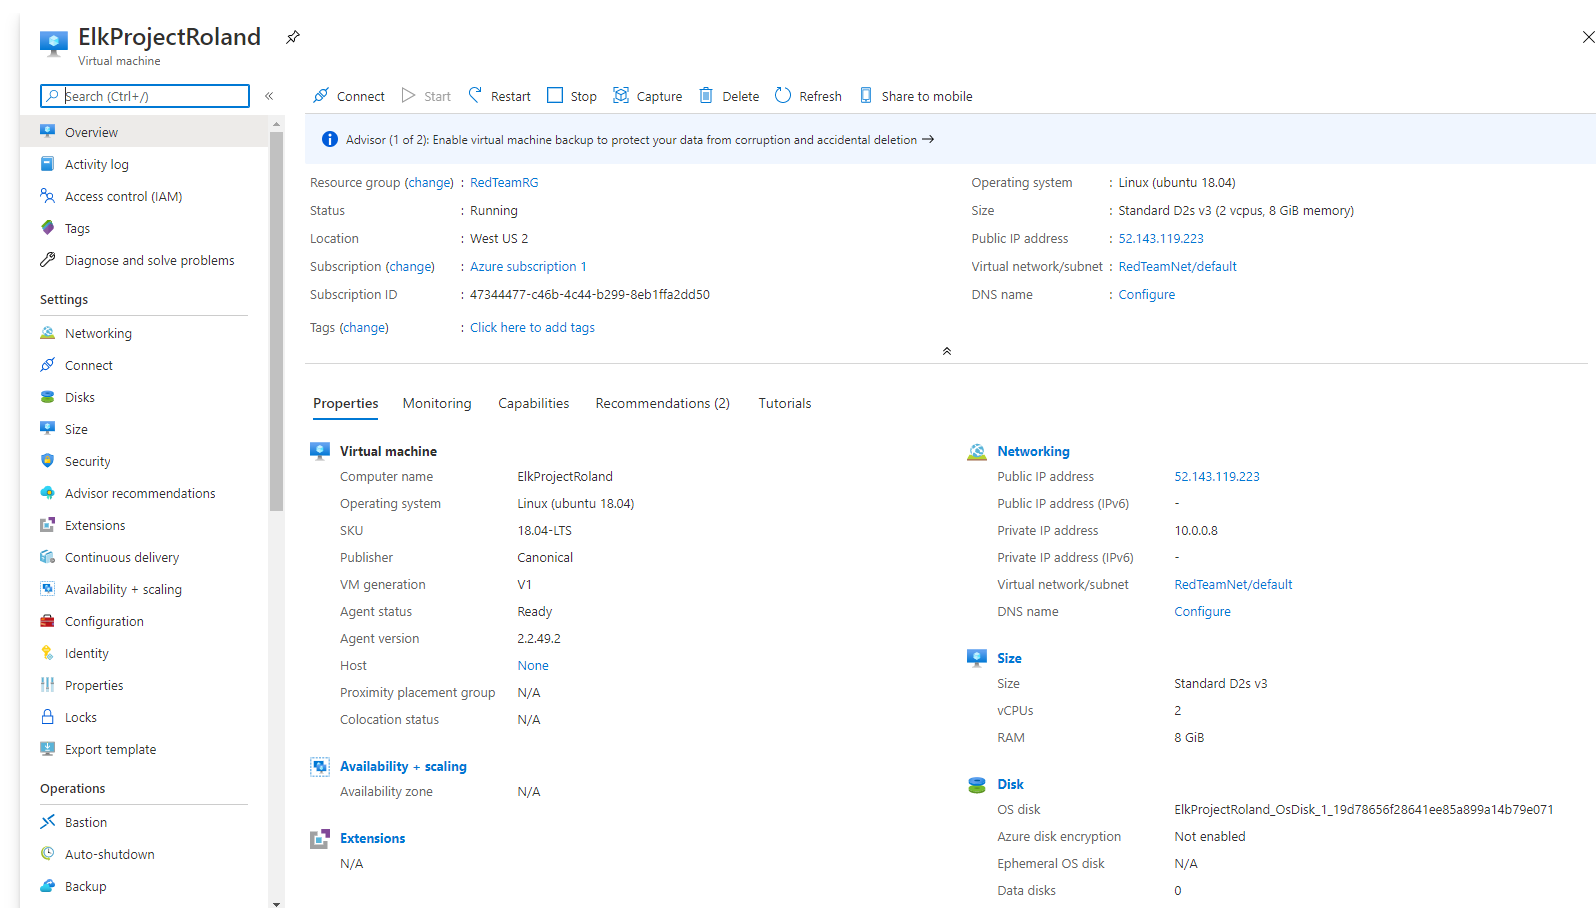 ElkProjectRoland
Virtual machine
Search (Ctrl+/)
«
Connect Start Restart Stop Capture Delete Refresh Share to mobile
Overview
Activity log
Access control (IAM)
Tags
Diagnose and solve problems
Settings
Networking
Connect
Disks
Size
Security
Advisor recommendations
Extensions
Continuous delivery
Availability + scaling
Configuration
Identity
Properties
Locks
Export template
Operations
Bastion
Auto-shutdown
Backup
Advisor (1 of 2): Enable virtual machine backup to protect your data from corruption and accidental deletion →
Resource group (change) : RedTeamRG
Status : Running
Location : West US 2
Subscription (change) : Azure subscription 1
Subscription ID : 47344477-c46b-4c44-b299-8eb1ffa2dd50
Tags (change) : Click here to add tags
Operating system : Linux (ubuntu 18.04)
Size : Standard D2s v3 (2 vcpus, 8 GiB memory)
Public IP address : 52.143.119.223
Virtual network/subnet : RedTeamNet/default
DNS name : Configure
Properties Monitoring Capabilities Recommendations (2) Tutorials
Virtual machine
Computer name ElkProjectRoland
Operating system Linux (ubuntu 18.04)
SKU 18.04-LTS
Publisher Canonical
VM generation V1
Agent status Ready
Agent version 2.2.49.2
Host None
Proximity placement group N/A
Colocation status N/A
Availability + scaling
Availability zone N/A
Extensions
N/A
Networking
Public IP address 52.143.119.223
Public IP address (IPv6) -
Private IP address 10.0.0.8
Private IP address (IPv6) -
Virtual network/subnet RedTeamNet/default
DNS name Configure
Size
Size Standard D2s v3
vCPUs 2
RAM 8 GiB
Disk
OS disk ElkProjectRoland_OsDisk_1_19d78656f28641ee85a899a14b79e071
Azure disk encryption Not enabled
Ephemeral OS disk N/A
Data disks 0